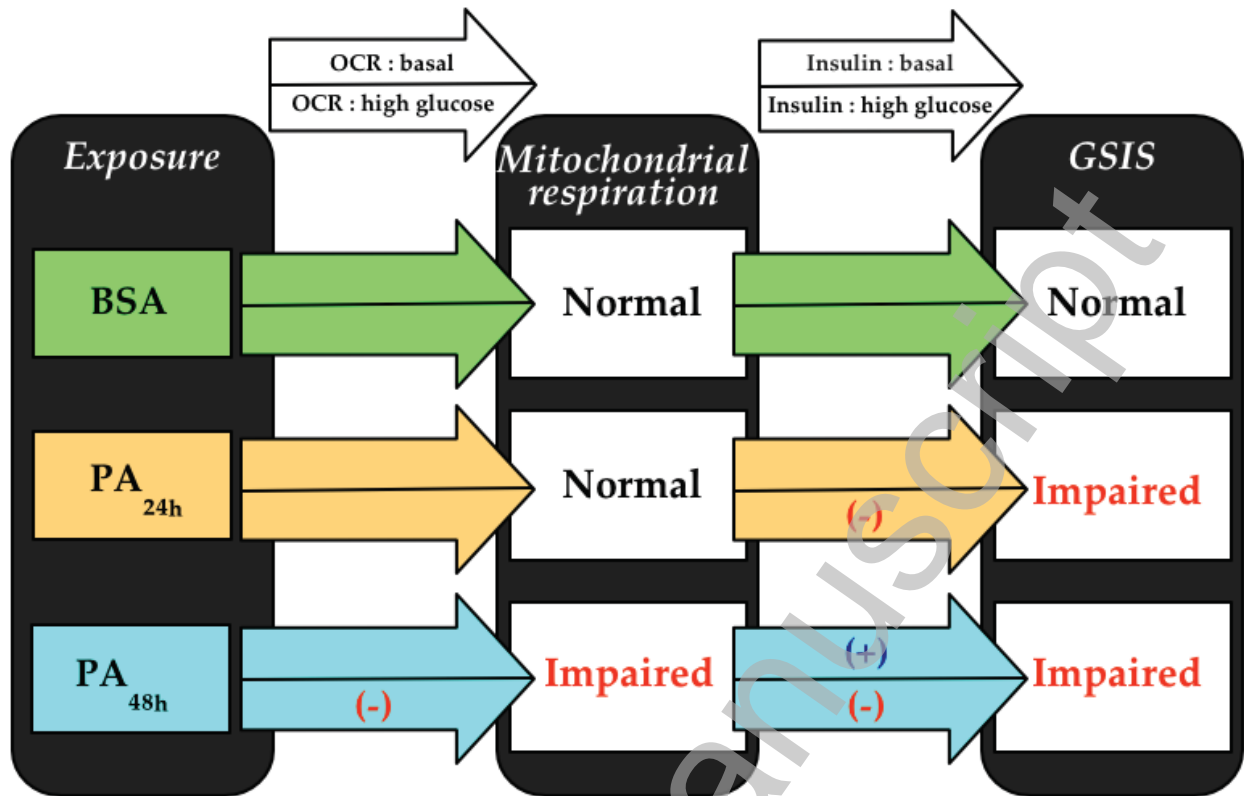 OCR : basal
OCR : high glucose
Insulin : basal
Insulin : high glucose
Exposure
Mitochondrial
respiration
GSIS
BSA
Normal
Normal
PA 24h
Normal
(-)
Impaired
PA 48h
(-)
Impaired
(+)
(-)
Impaired
anuscript